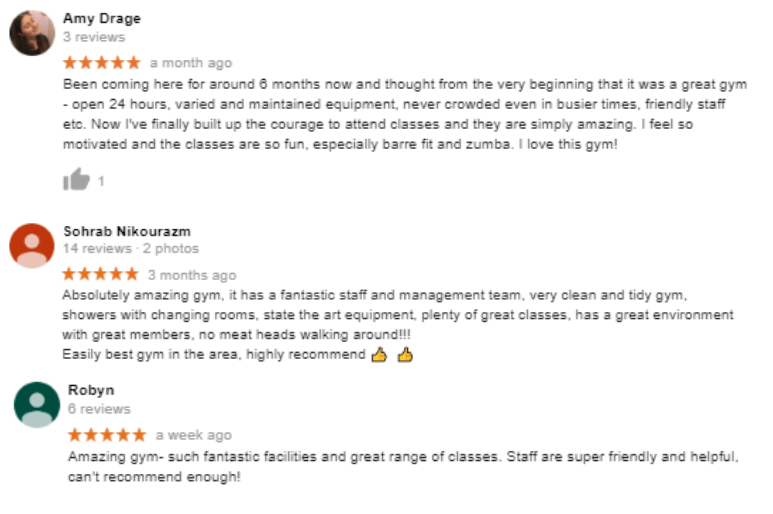 Amy Drage
3 reviews
★★★★★ a month ago
Been coming here for around 6 months now and thought from the very beginning that it was a great gym
- open 24 hours, varied and maintained equipment, never crowded even in busier times, friendly staff
etc. Now I've finally built up the courage to attend classes and they are simply amazing. I feel so
motivated and the classes are so fun, especially barre fit and zumba. I love this gym!
1
Sohrab Nikourazm
14 reviews · 2 photos
★★★★★ 3 months ago
Absolutely amazing gym, it has a fantastic staff and management team, very clean and tidy gym,
showers with changing rooms, state the art equipment, plenty of great classes, has a great environment
with great members, no meat heads walking around!!!
Easily best gym in the area, highly recommend 👍 👍
Robyn
6 reviews
★★★★★ a week ago
Amazing gym- such fantastic facilities and great range of classes. Staff are super friendly and helpful,
can't recommend enough!